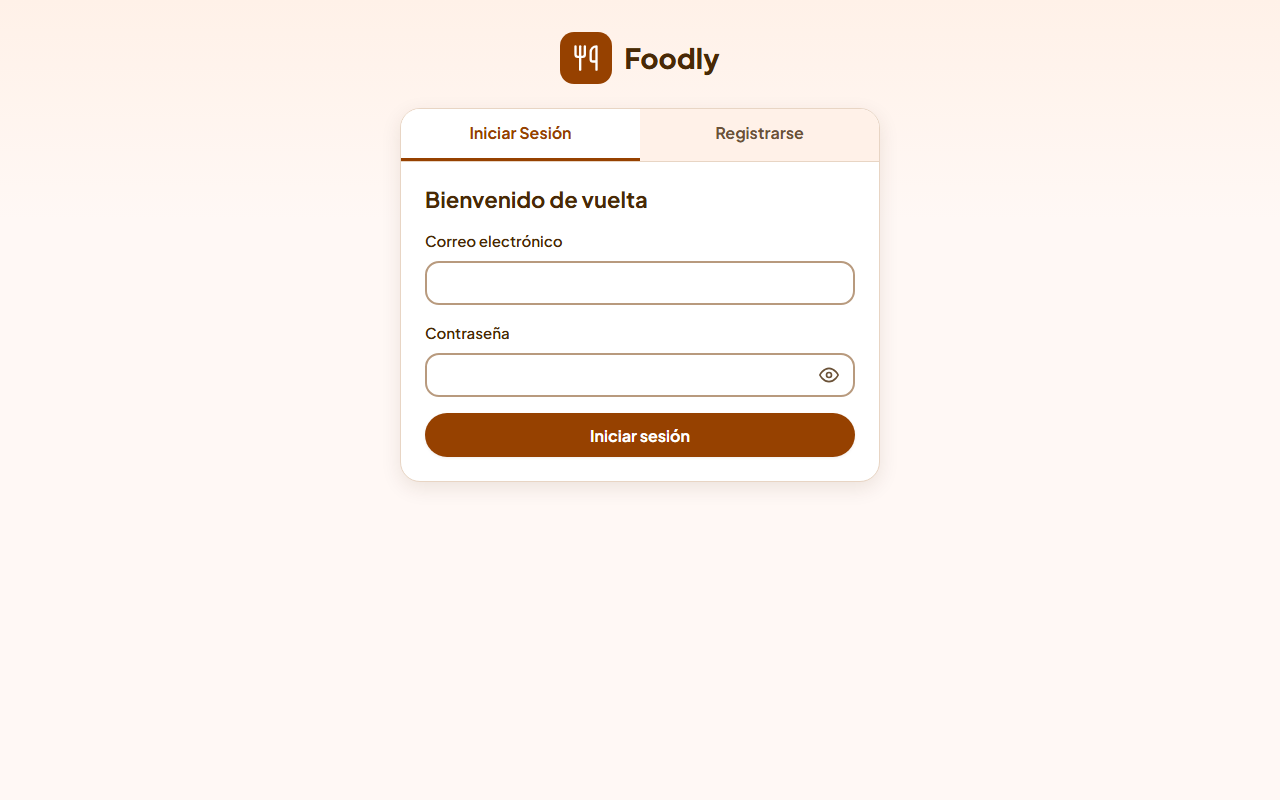 Foodly
Iniciar Sesión
Registrarse
Bienvenido de vuelta
Correo electrónico
Contraseña
Iniciar sesión